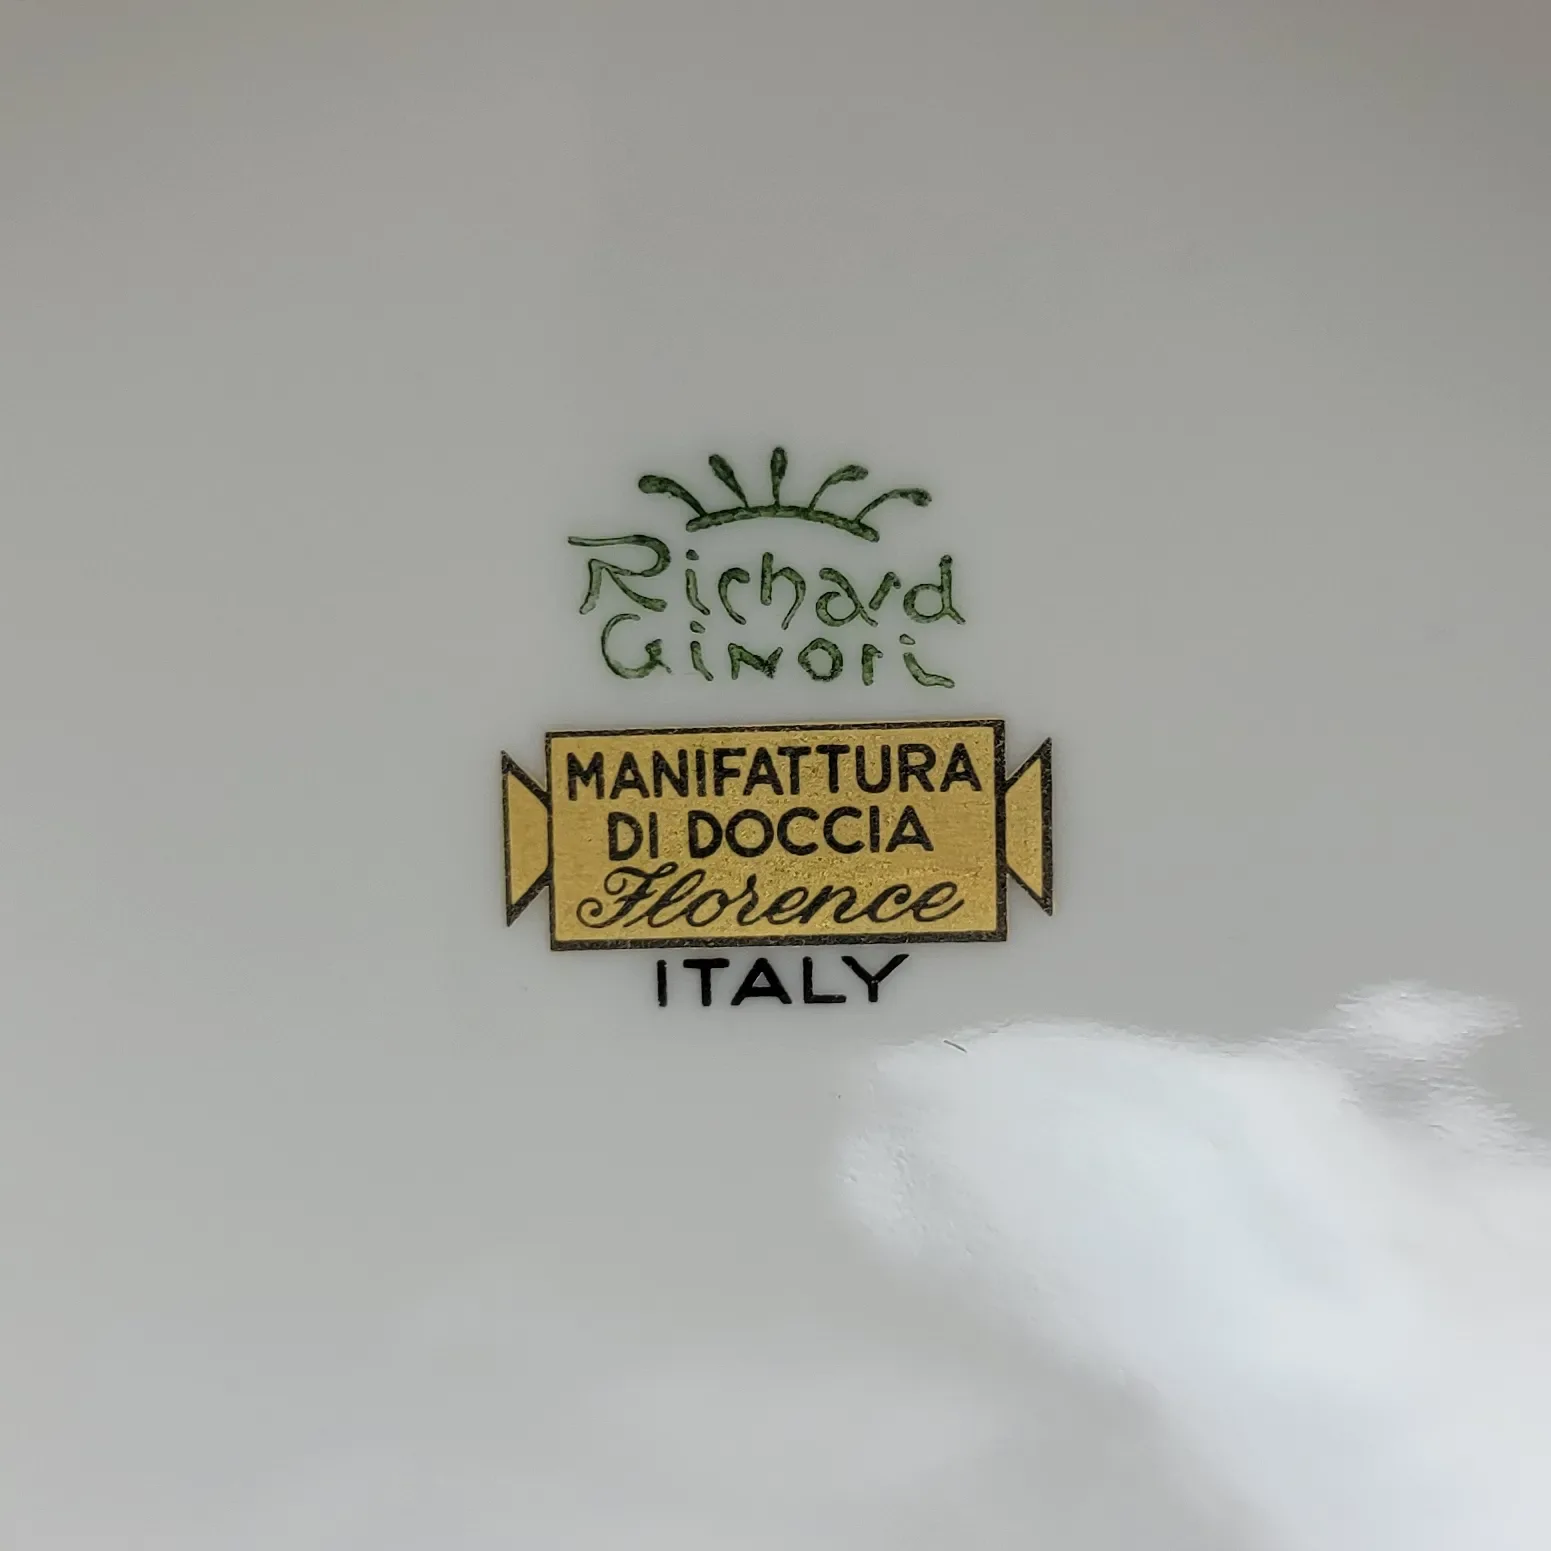 Richard
Ginori
MANIFATTURA
DI DOCCIA
Florence
ITALY